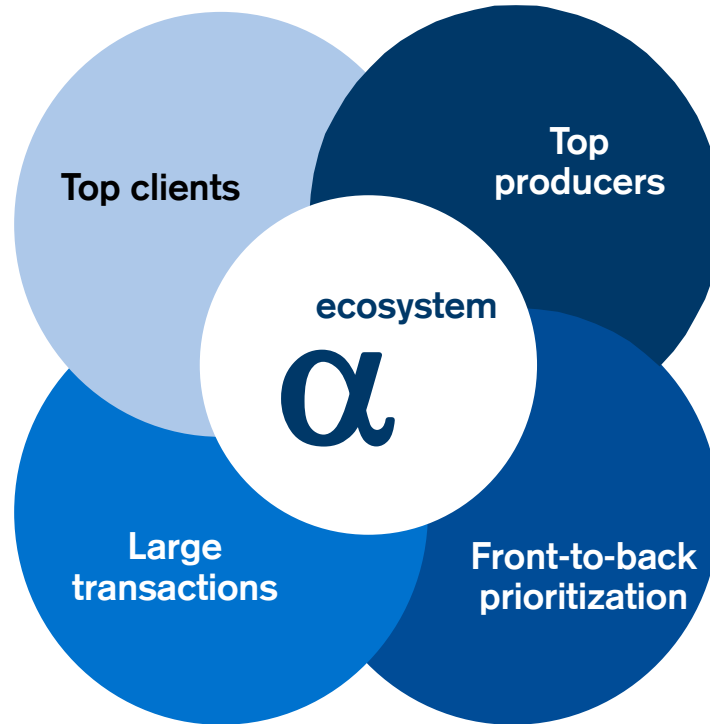 Top clients
Top
producers
ecosystem
α
Large
transactions
Front-to-back
prioritization